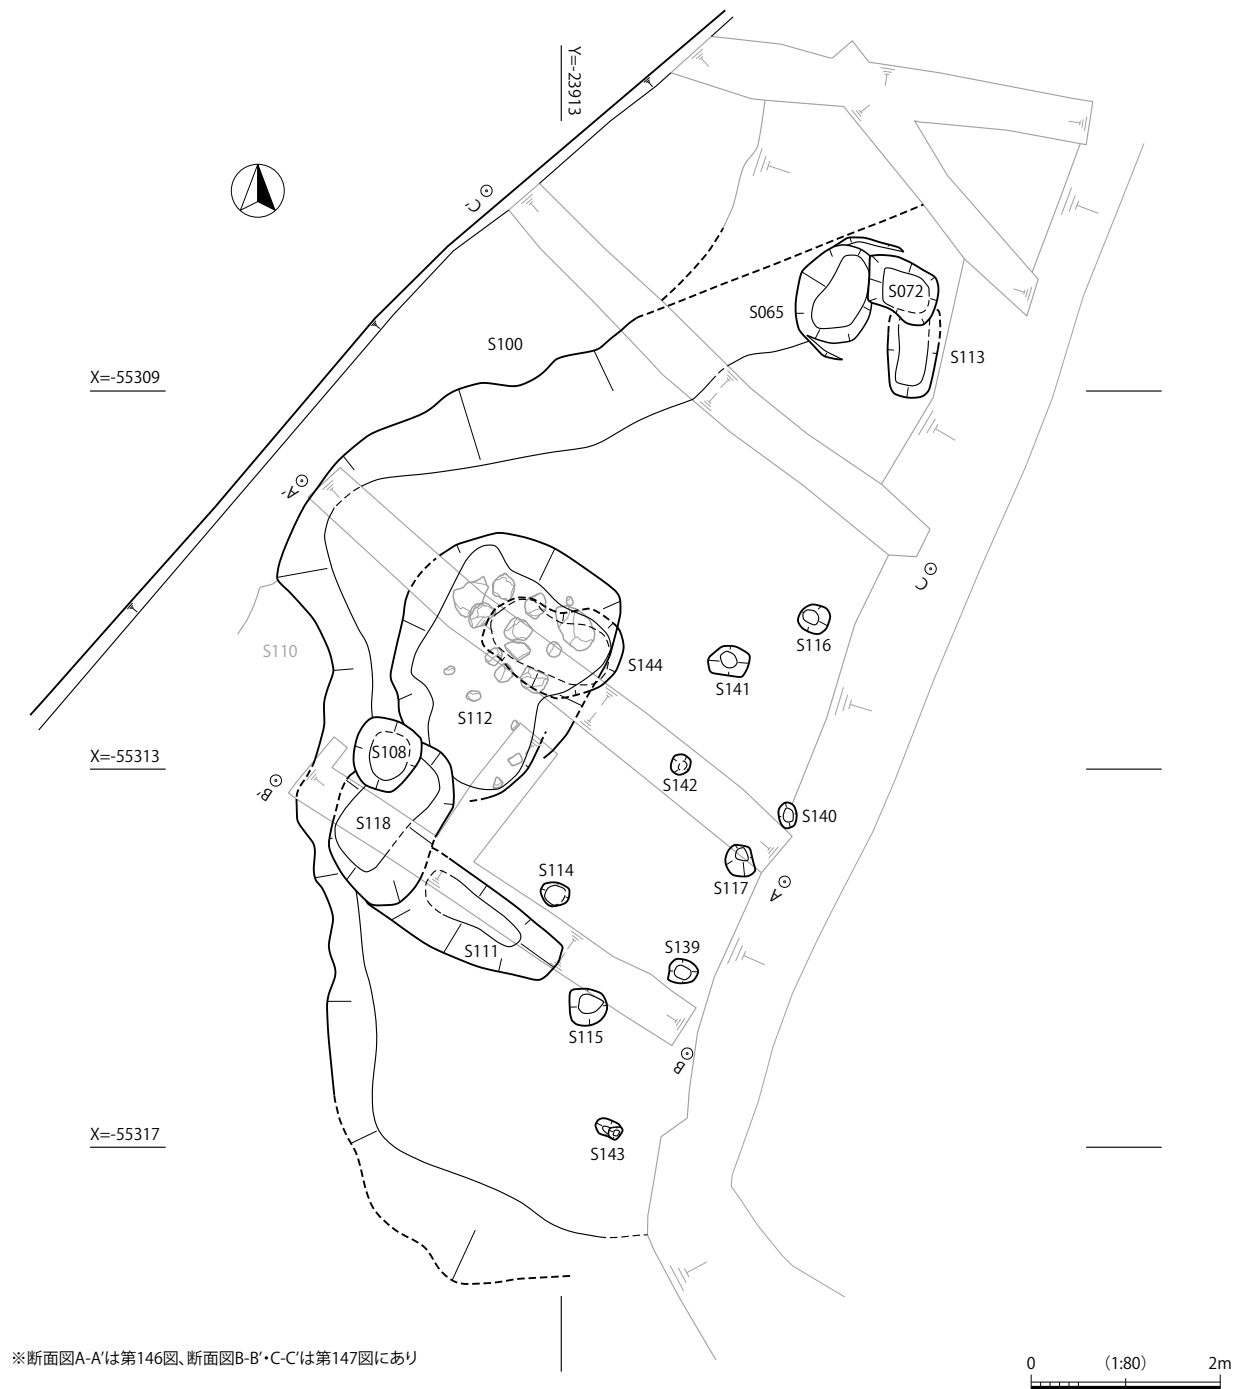 Y=-23913
C'
S072
S065
S100
S113
X=-55309
A'
C
S116
S110
S144
S141
S112
S108
X=-55313
S142
B'
S140
S118
S114
S117
A
S139
S111
S115
B
X=-55317
S143
※断面図A-A'は第146図、断面図B-B'・C-C'は第147図にあり
0 (1:80) 2m